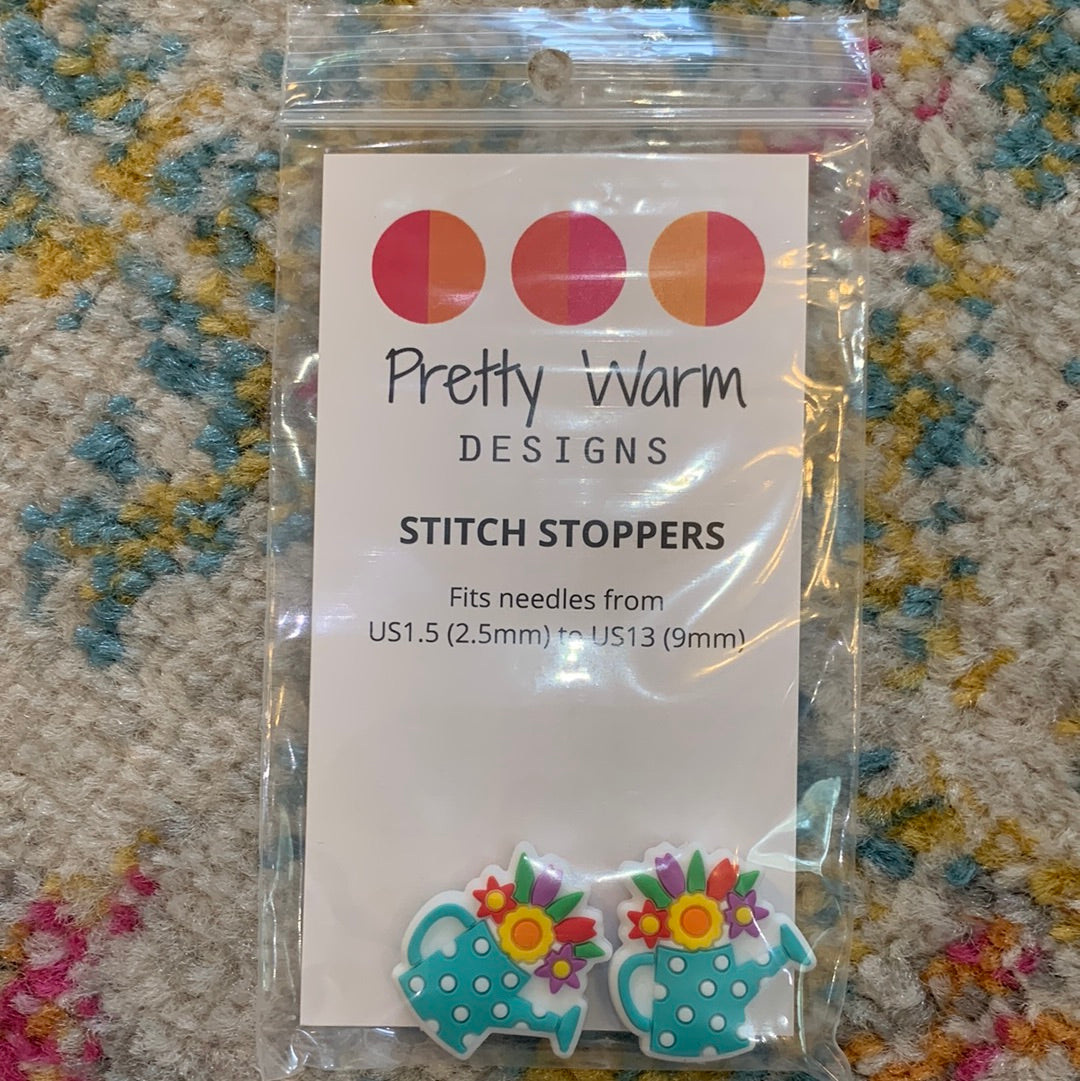 Pretty Warm
DESIGNS
STITCH STOPPERS
Fits needles from
US1.5 (2.5mm) to US13 (9mm)